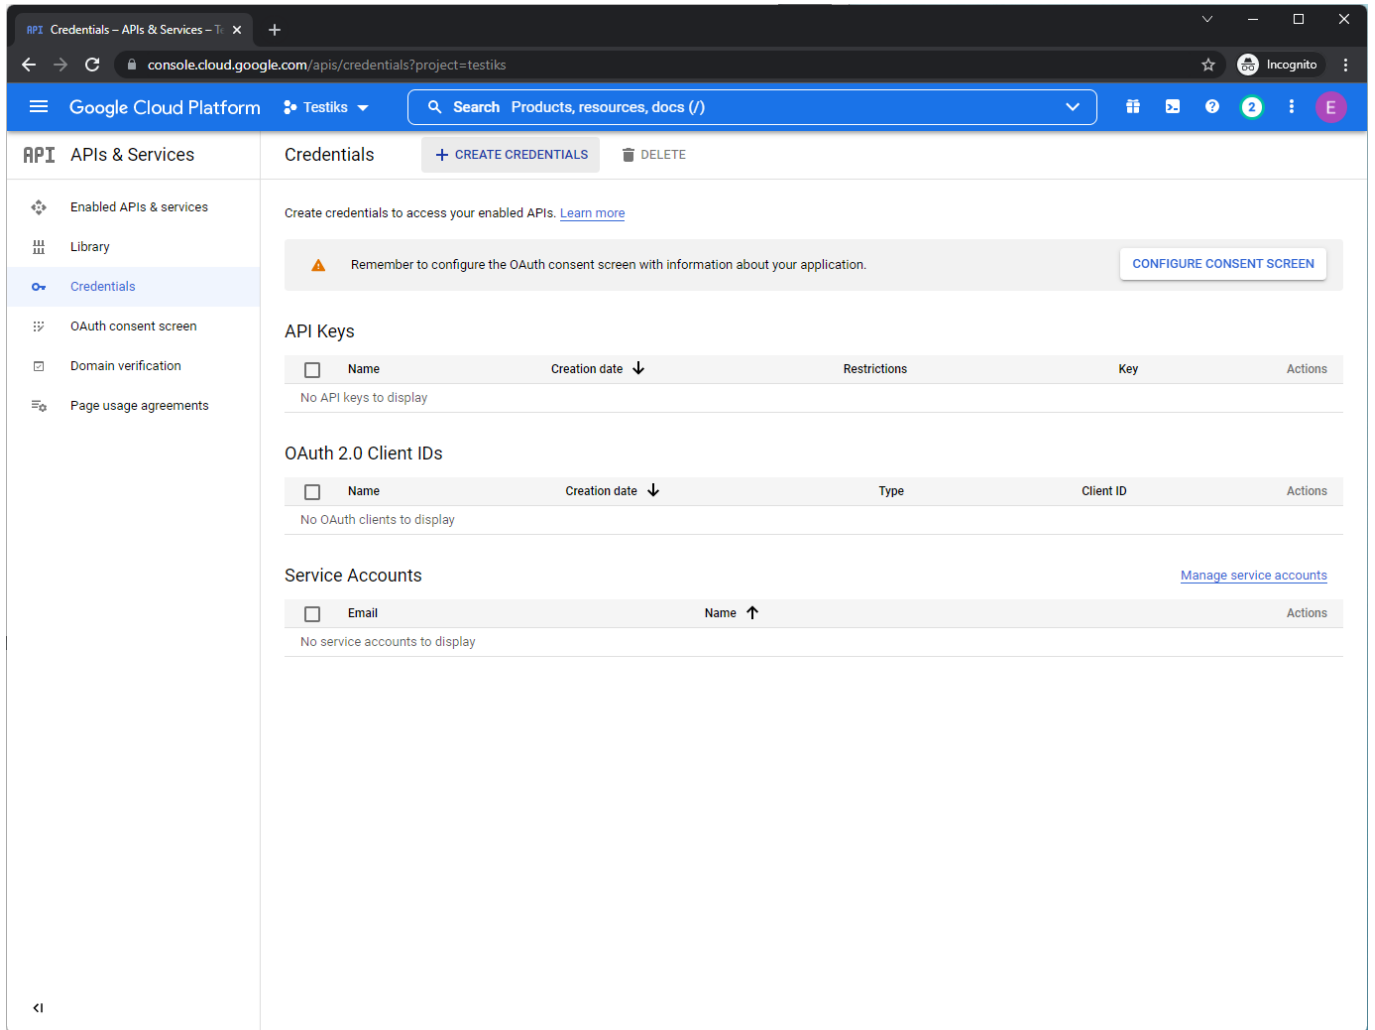 API Credentials – APIs & Services – Te
console.cloud.google.com/apis/credentials?project=testiks Incognito
Google Cloud Platform Testiks Search Products, resources, docs (/) 2 E
API APIs & Services Credentials + CREATE CREDENTIALS DELETE
Enabled APIs & services
Library
Credentials
OAuth consent screen
Domain verification
Page usage agreements
Create credentials to access your enabled APIs. Learn more
Remember to configure the OAuth consent screen with information about your application. CONFIGURE CONSENT SCREEN
API Keys
Name Creation date Restrictions Key Actions
No API keys to display
OAuth 2.0 Client IDs
Name Creation date Type Client ID Actions
No OAuth clients to display
Service Accounts Manage service accounts
Email Name Actions
No service accounts to display